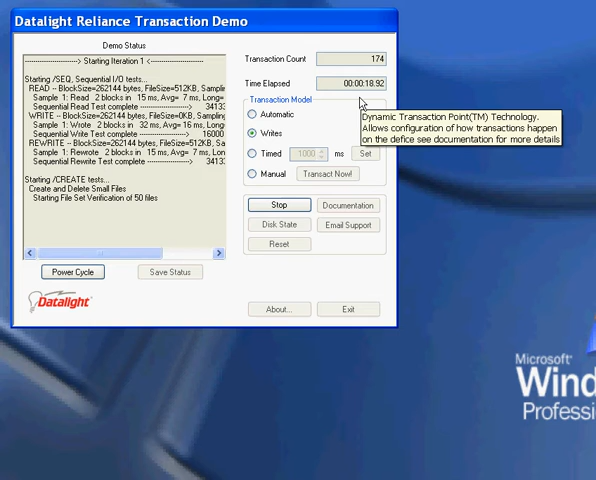 Datalight Reliance Transaction Demo
Demo Status
-----------------------> Starting Iteration 1 <-----------------------
Starting /SEQ, Sequential I/O tests...
READ -- BlockSize=262144 bytes, FileSize=512KB, Samplin
Sample 1: Read 2 blocks in 15 ms, Avg= 7 ms, Long=
Sequential Read Test complete ---------------------> 34133
WRITE -- BlockSize=262144 bytes, FileSize=0KB, Sampling
Sample 1: Wrote 2 blocks in 32 ms, Avg= 16 ms, Long
Sequential Write Test complete ---------------------> 16000
REWRITE -- BlockSize=262144 bytes, FileSize=512KB, Sam
Sample 1: Rewrote 2 blocks in 15 ms, Avg= 7 ms, Lo
Sequential Rewrite Test complete ------------------> 3413
Starting /CREATE tests...
Create and Delete Small Files
Starting File Set Verification of 50 files
Power Cycle
Save Status
Datalight
Transaction Count 174
Time Elapsed 00:00:18.92
Transaction Model
Automatic
Writes
Timed 1000 ms Set
Manual Transact Now!
Stop Documentation
Disk State Email Support
Reset
About... Exit
Dynamic Transaction Point(TM) Technology.
Allows configuration of how transactions happen
on the defice see documentation for more details
Microsoft
Wind
Professi